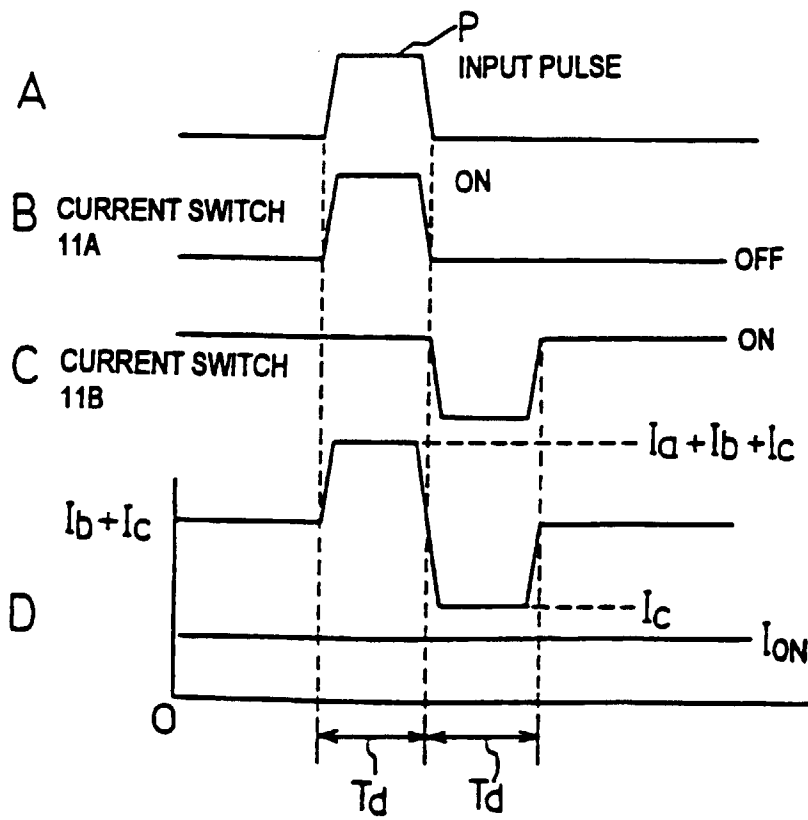 P
INPUT PULSE
A
B CURRENT SWITCH
11A
ON
OFF
C CURRENT SWITCH
11B
ON
Ia+Ib+Ic
Ib+Ic
D
Ic
ION
O
Td Td